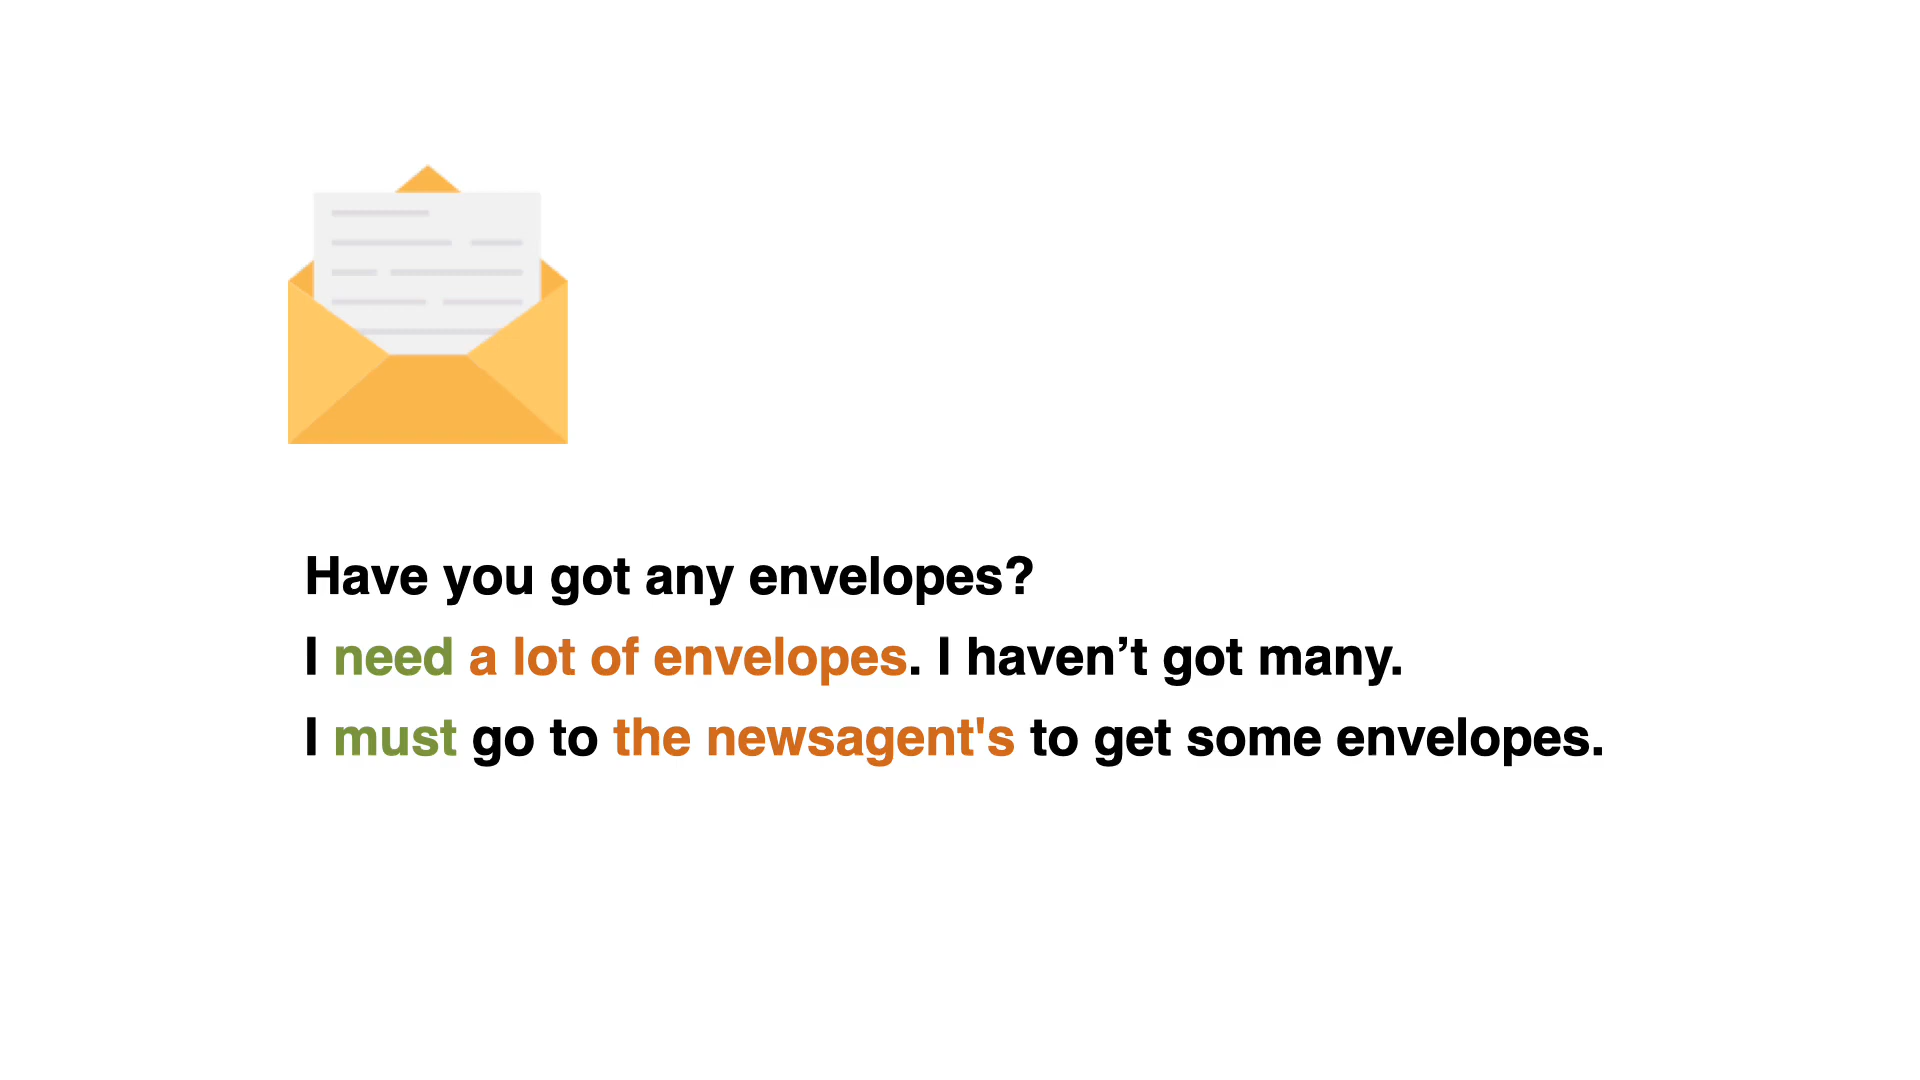 Have you got any envelopes?
I need a lot of envelopes. I haven’t got many.
I must go to the newsagent's to get some envelopes.